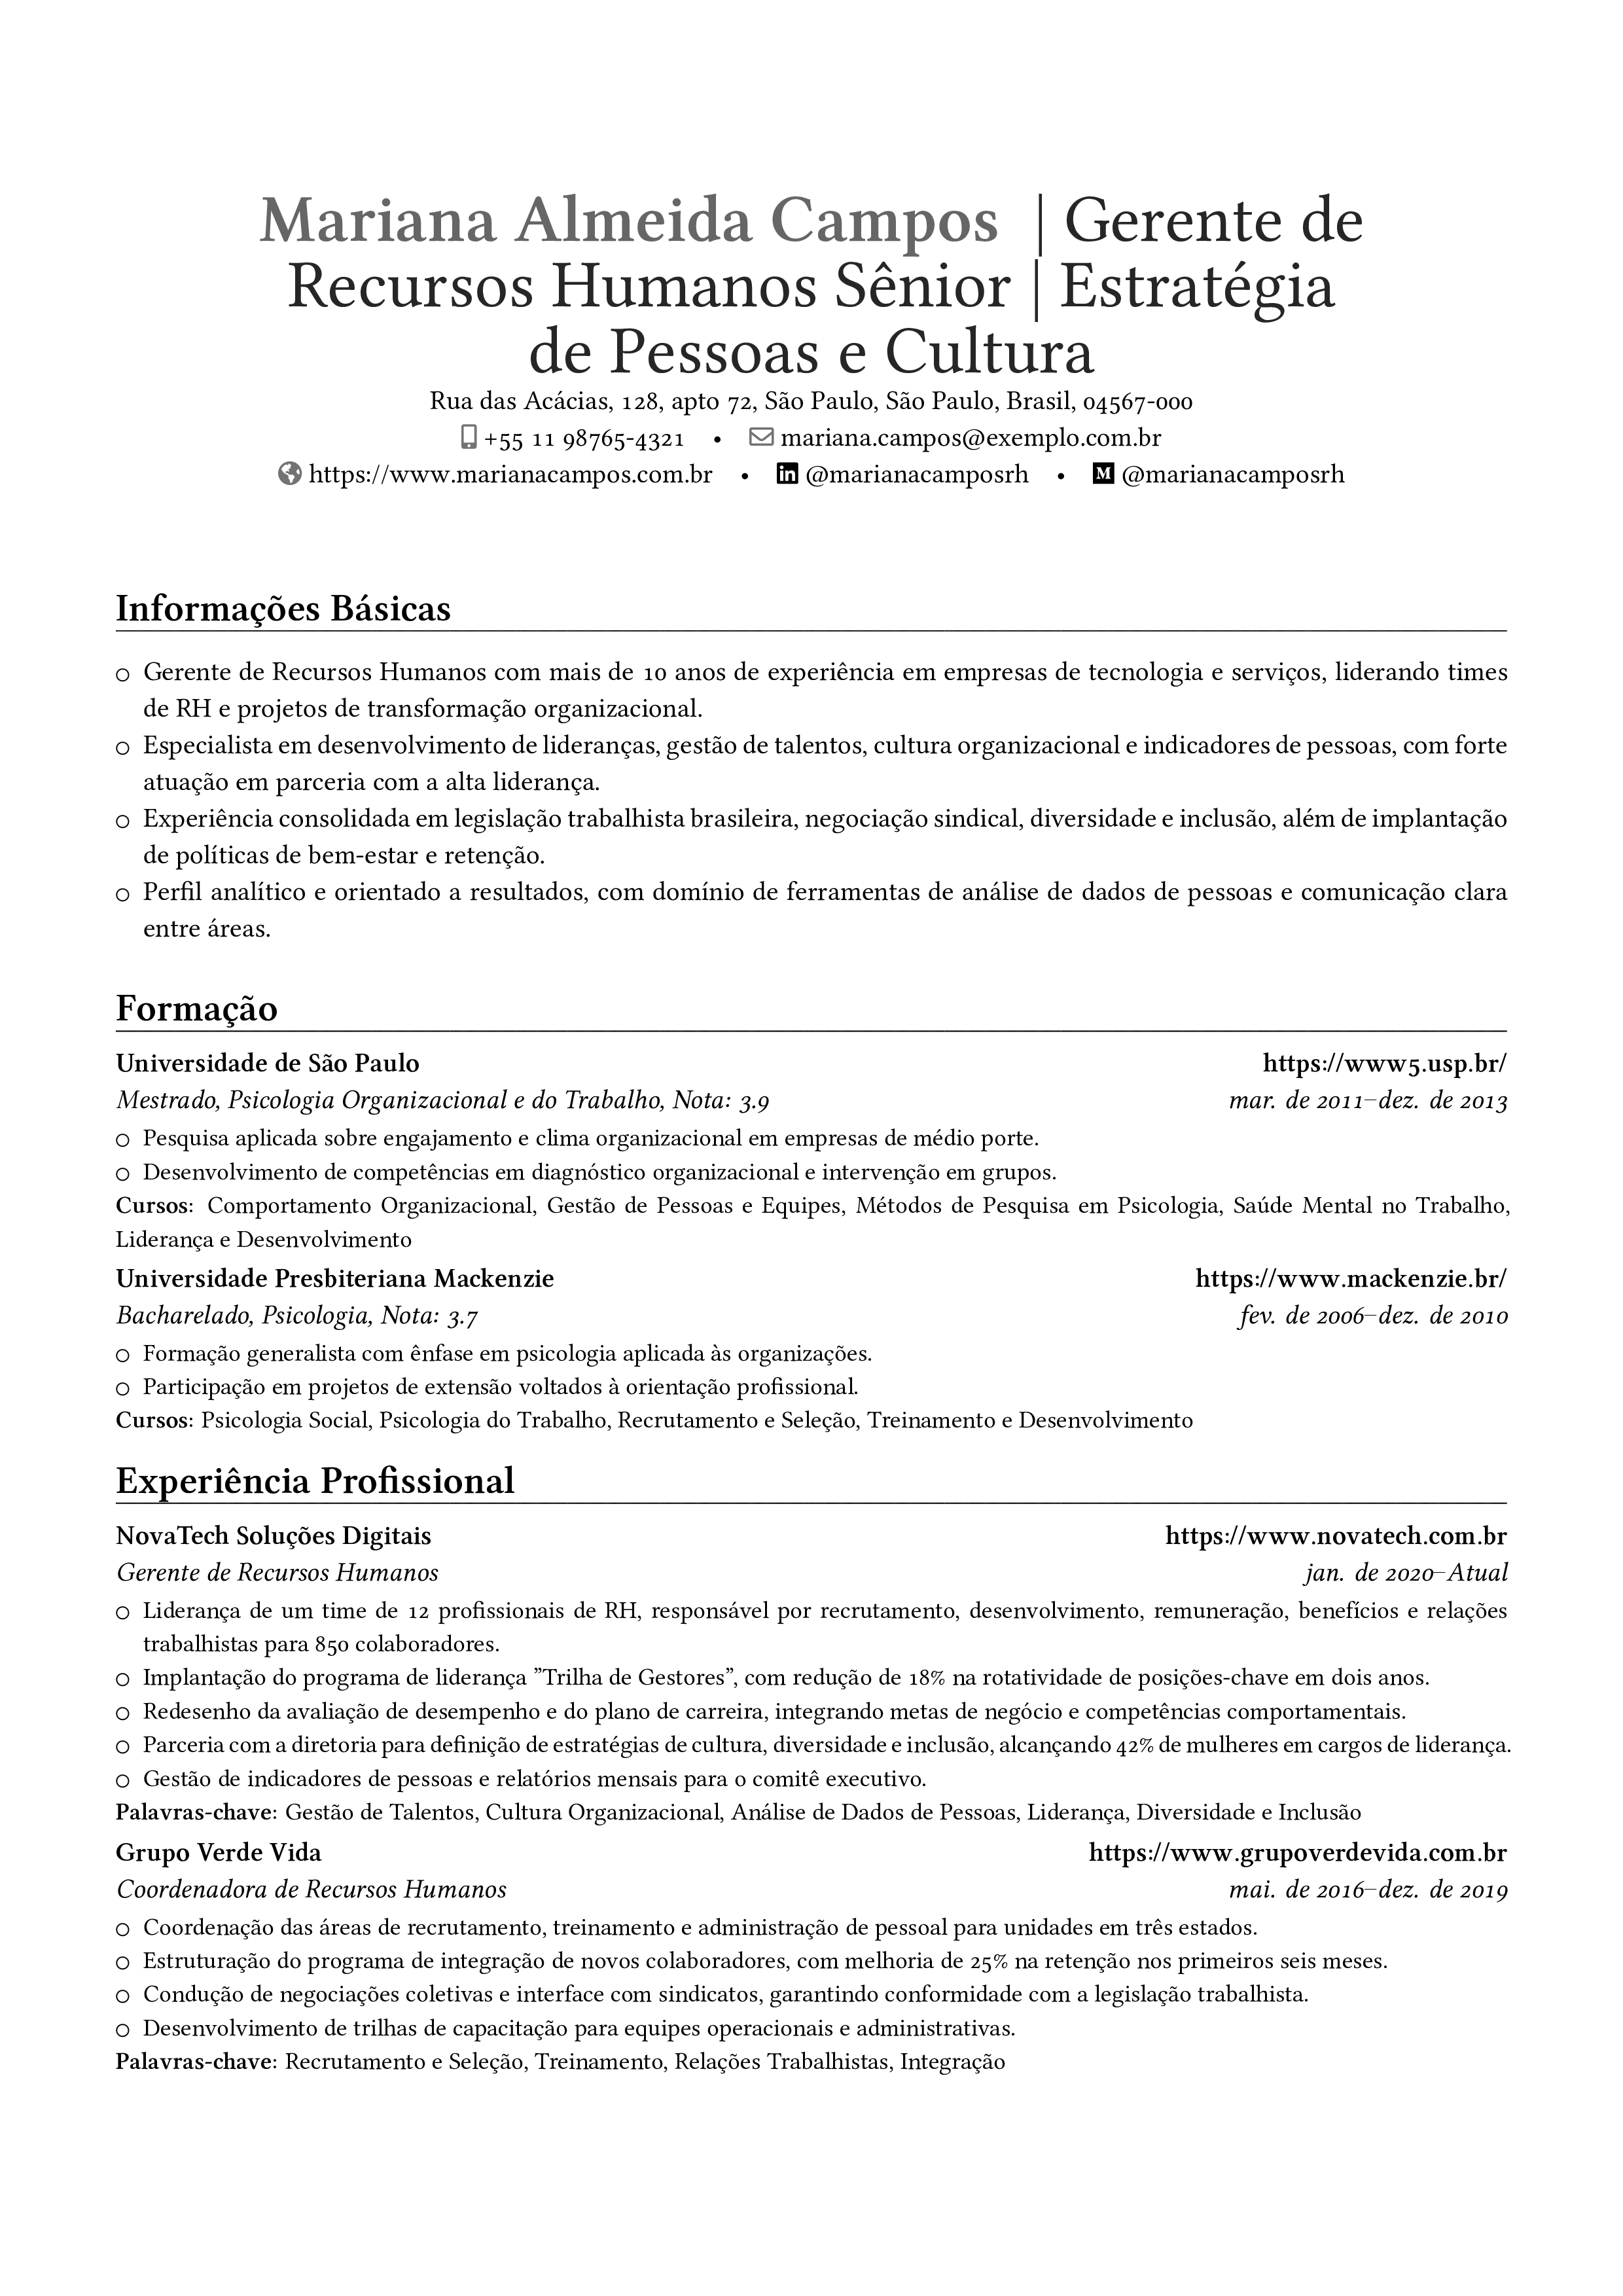 Mariana Almeida Campos | Gerente de
Recursos Humanos Sênior | Estratégia
de Pessoas e Cultura
Rua das Acácias, 128, apto 72, São Paulo, São Paulo, Brasil, 04567-000
+55 11 98765-4321 • mariana.campos@exemplo.com.br
https://www.marianacampos.com.br • @marianacamposrh • @marianacamposrh
Informações Básicas
Gerente de Recursos Humanos com mais de 10 anos de experiência em empresas de tecnologia e serviços, liderando times
de RH e projetos de transformação organizacional.
Especialista em desenvolvimento de lideranças, gestão de talentos, cultura organizacional e indicadores de pessoas, com forte
atuação em parceria com a alta liderança.
Experiência consolidada em legislação trabalhista brasileira, negociação sindical, diversidade e inclusão, além de implantação
de políticas de bem-estar e retenção.
Perfil analítico e orientado a resultados, com domínio de ferramentas de análise de dados de pessoas e comunicação clara
entre áreas.
Formação
Universidade de São Paulo https://www5.usp.br/
Mestrado, Psicologia Organizacional e do Trabalho, Nota: 3.9 mar. de 2011–dez. de 2013
Pesquisa aplicada sobre engajamento e clima organizacional em empresas de médio porte.
Desenvolvimento de competências em diagnóstico organizacional e intervenção em grupos.
Cursos: Comportamento Organizacional, Gestão de Pessoas e Equipes, Métodos de Pesquisa em Psicologia, Saúde Mental no Trabalho,
Liderança e Desenvolvimento
Universidade Presbiteriana Mackenzie https://www.mackenzie.br/
Bacharelado, Psicologia, Nota: 3.7 fev. de 2006–dez. de 2010
Formação generalista com ênfase em psicologia aplicada às organizações.
Participação em projetos de extensão voltados à orientação profissional.
Cursos: Psicologia Social, Psicologia do Trabalho, Recrutamento e Seleção, Treinamento e Desenvolvimento
Experiência Profissional
NovaTech Soluções Digitais https://www.novatech.com.br
Gerente de Recursos Humanos jan. de 2020–Atual
Liderança de um time de 12 profissionais de RH, responsável por recrutamento, desenvolvimento, remuneração, benefícios e relações
trabalhistas para 850 colaboradores.
Implantação do programa de liderança ”Trilha de Gestores”, com redução de 18% na rotatividade de posições-chave em dois anos.
Redesenho da avaliação de desempenho e do plano de carreira, integrando metas de negócio e competências comportamentais.
Parceria com a diretoria para definição de estratégias de cultura, diversidade e inclusão, alcançando 42% de mulheres em cargos de liderança.
Gestão de indicadores de pessoas e relatórios mensais para o comitê executivo.
Palavras-chave: Gestão de Talentos, Cultura Organizacional, Análise de Dados de Pessoas, Liderança, Diversidade e Inclusão
Grupo Verde Vida https://www.grupoverdevida.com.br
Coordenadora de Recursos Humanos mai. de 2016–dez. de 2019
Coordenação das áreas de recrutamento, treinamento e administração de pessoal para unidades em três estados.
Estruturação do programa de integração de novos colaboradores, com melhoria de 25% na retenção nos primeiros seis meses.
Condução de negociações coletivas e interface com sindicatos, garantindo conformidade com a legislação trabalhista.
Desenvolvimento de trilhas de capacitação para equipes operacionais e administrativas.
Palavras-chave: Recrutamento e Seleção, Treinamento, Relações Trabalhistas, Integração